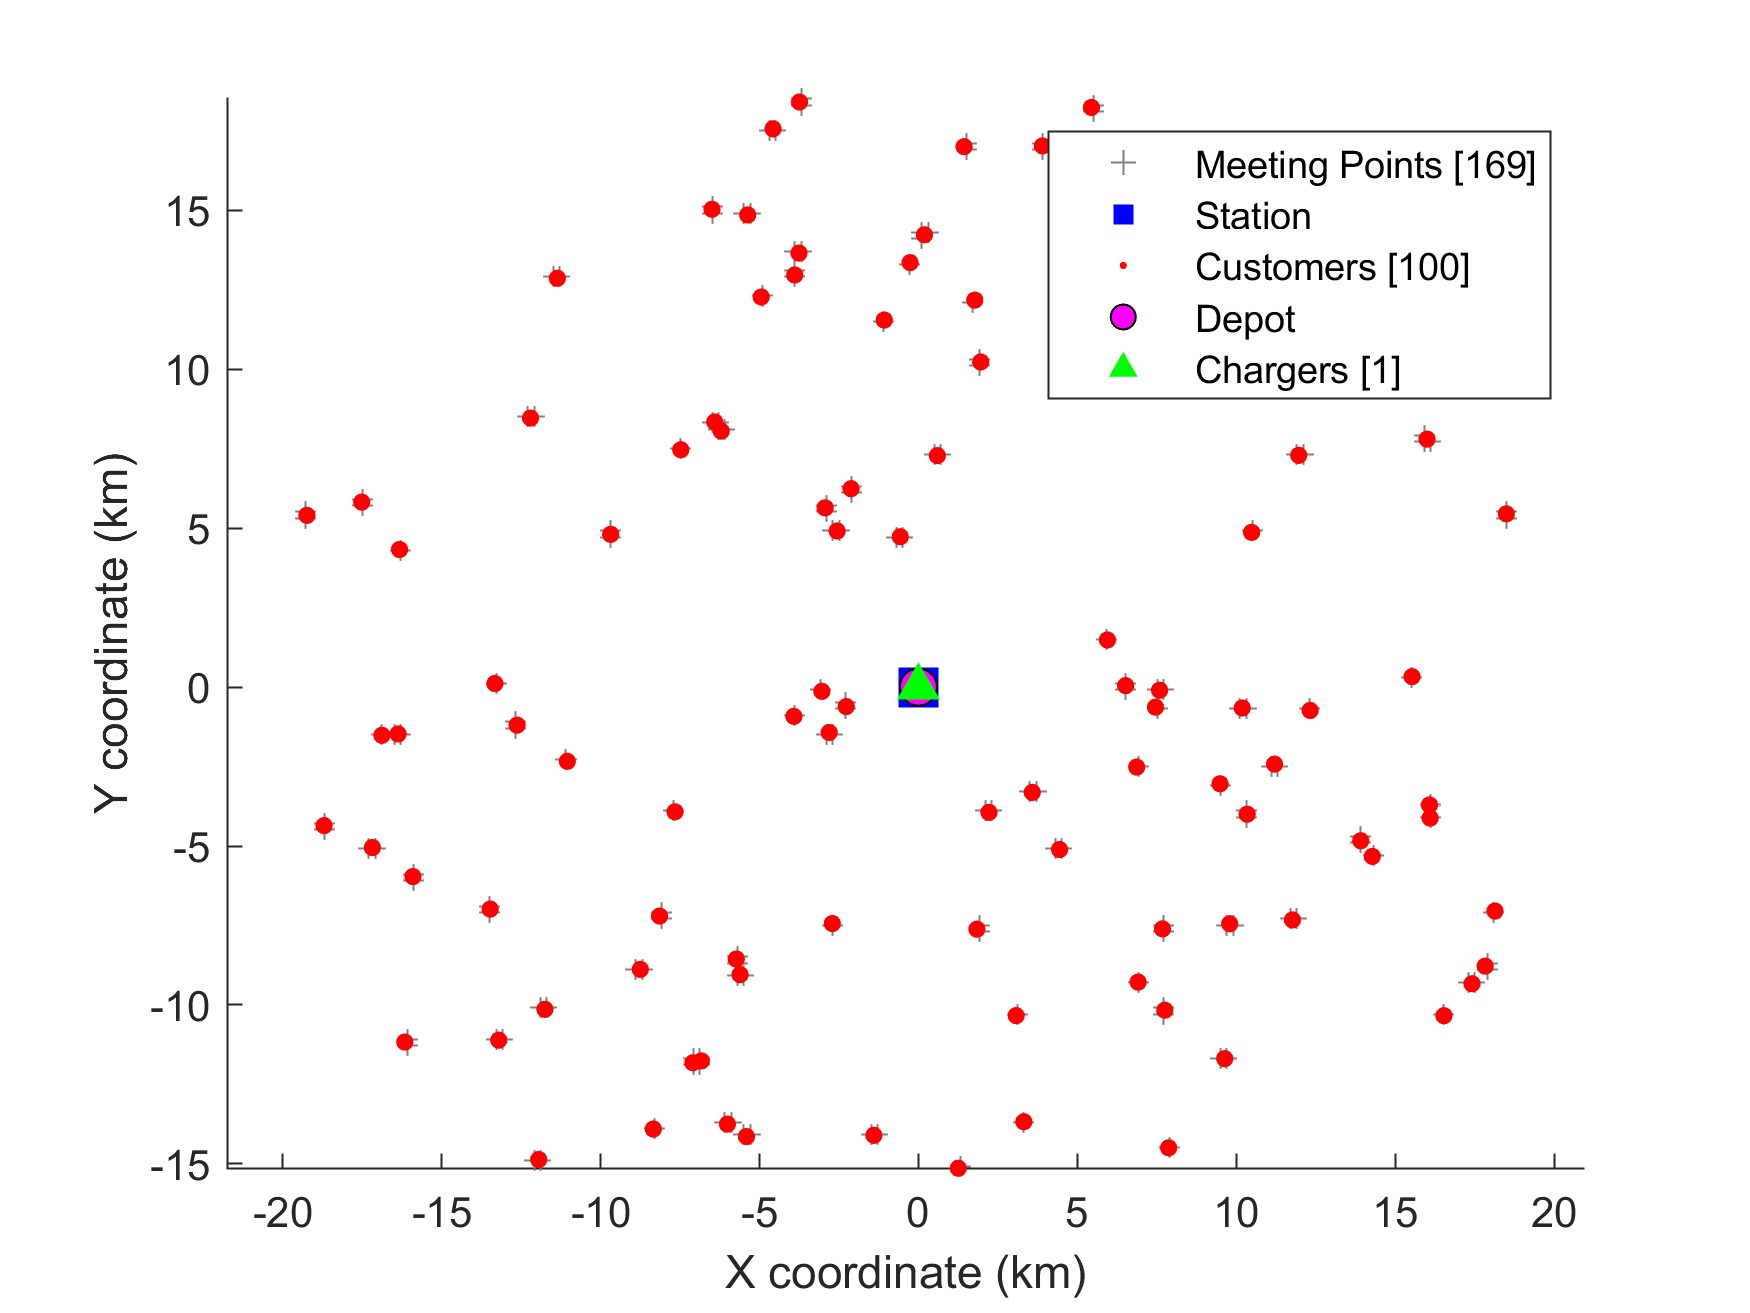 Meeting Points [169]
Station
Customers [100]
Depot
Chargers [1]
15
10
5
0
-5
-10
-15
Y coordinate (km)
-20 -15 -10 -5 0 5 10 15 20
X coordinate (km)